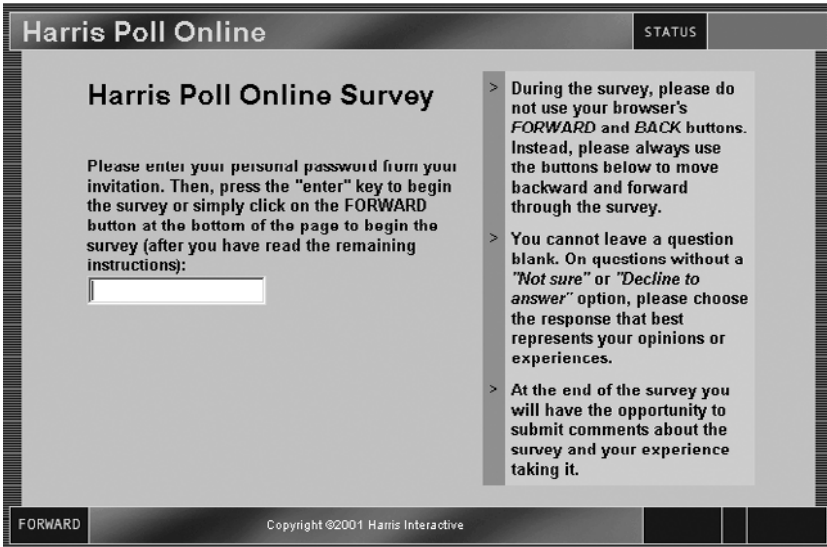 Harris Poll Online
STATUS
Harris Poll Online Survey
Please enter your personal password from your
invitation. Then, press the "enter" key to begin
the survey or simply click on the FORWARD
button at the bottom of the page to begin the
survey (after you have read the remaining
instructions):
> During the survey, please do
not use your browser's
FORWARD and BACK buttons.
Instead, please always use
the buttons below to move
backward and forward
through the survey.
> You cannot leave a question
blank. On questions without a
"Not sure" or "Decline to
answer" option, please choose
the response that best
represents your opinions or
experiences.
> At the end of the survey you
will have the opportunity to
submit comments about the
survey and your experience
taking it.
FORWARD
Copyright ©2001 Harris Interactive